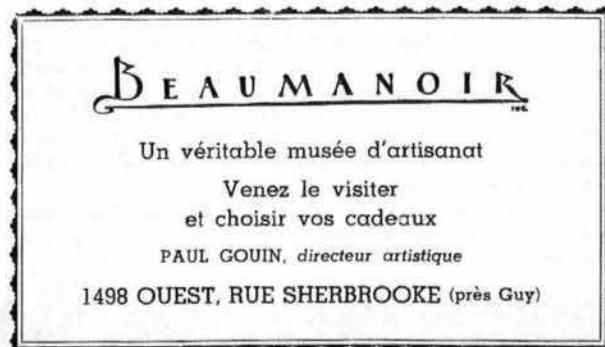 BEAUMANOIR
INC.
Un véritable musée d'artisanat
Venez le visiter
et choisir vos cadeaux
PAUL GOUIN, directeur artistique
1498 OUEST, RUE SHERBROOKE (près Guy)